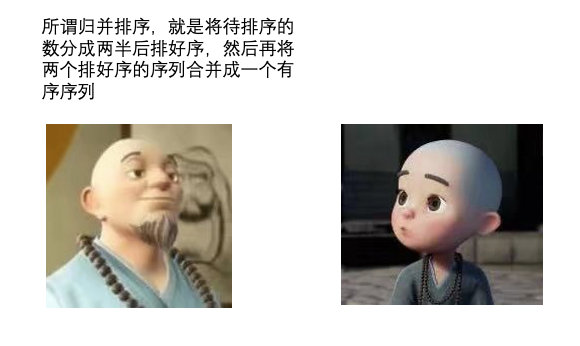 所谓归并排序，就是将待排序的
数分成两半后排好序，然后再将
两个排好序的序列合并成一个有
序序列